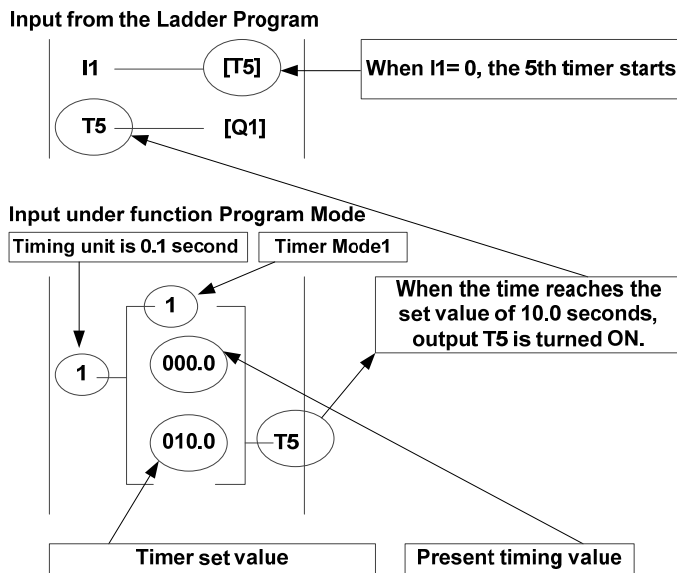 Input from the Ladder Program
I1 [T5]
When I1= 0, the 5th timer starts
T5 [Q1]
Input under function Program Mode
Timing unit is 0.1 second
Timer Mode1
When the time reaches the
set value of 10.0 seconds,
output T5 is turned ON.
1
000.0
1
010.0
T5
Timer set value
Present timing value